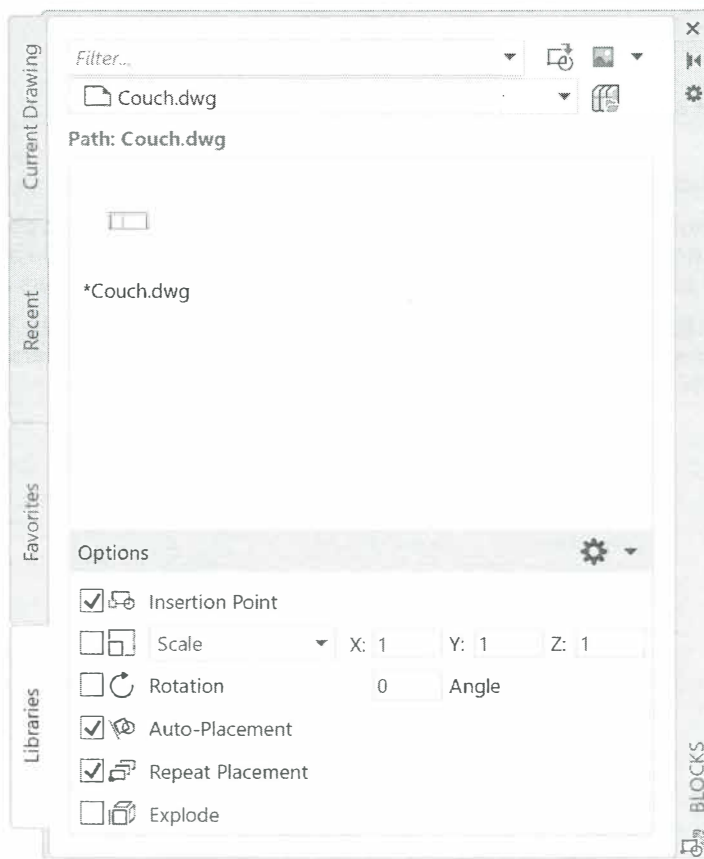 Current Drawing
Recent
Favorites
Libraries
Filter...
Couch.dwg
Path: Couch.dwg
*Couch.dwg
Options
Insertion Point
Scale X: 1 Y: 1 Z: 1
Rotation 0 Angle
Auto-Placement
Repeat Placement
Explode
BLOCKS